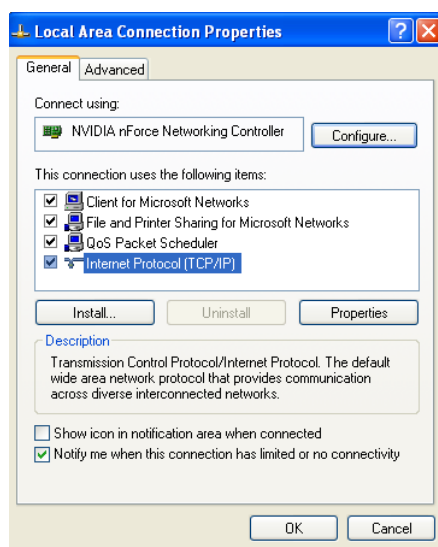 Local Area Connection Properties
General Advanced
Connect using:
NVIDIA nForce Networking Controller Configure...
This connection uses the following items:
Client for Microsoft Networks
File and Printer Sharing for Microsoft Networks
QoS Packet Scheduler
Internet Protocol (TCP/IP)
Install... Uninstall Properties
Description
Transmission Control Protocol/Internet Protocol. The default
wide area network protocol that provides communication
across diverse interconnected networks.
Show icon in notification area when connected
Notify me when this connection has limited or no connectivity
OK Cancel